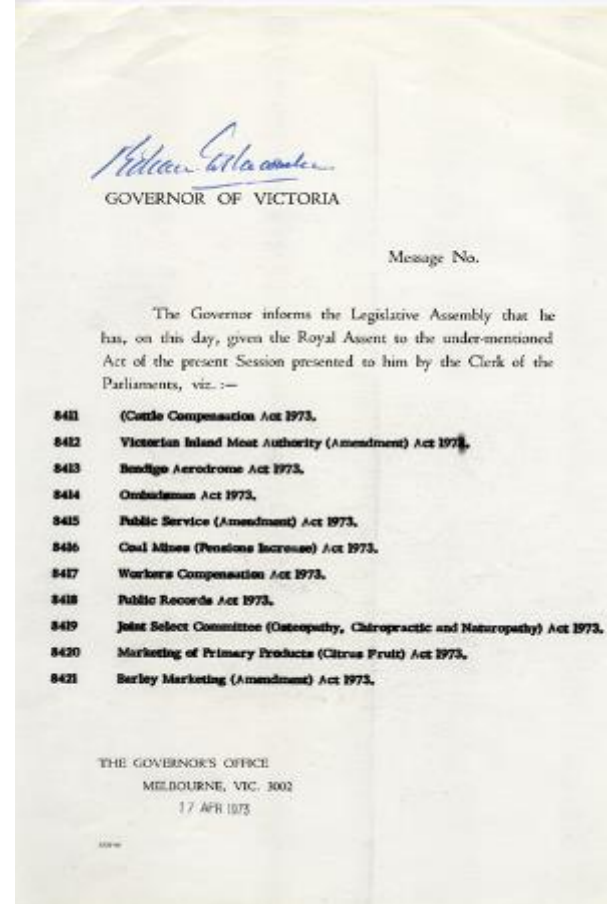 GOVERNOR OF VICTORIA
Message No.
The Governor informs the Legislative Assembly that he
has, on this day, given the Royal Assent to the under-mentioned
Act of the present Session presented to him by the Clerk of the
Parliaments, viz. :—
8411 (Cattle Compensation Act 1973.
8412 Victorian Inland Meat Authority (Amendment) Act 1973.
8413 Bendigo Aerodrome Act 1973.
8414 Ombudsman Act 1973.
8415 Public Service (Amendment) Act 1973.
8416 Coal Mines (Pensions Increase) Act 1973.
8417 Workers Compensation Act 1973.
8418 Public Records Act 1973.
8419 Joint Select Committee (Osteopathy, Chiropractic and Naturopathy) Act 1973.
8420 Marketing of Primary Products (Citrus Fruit) Act 1973.
8421 Barley Marketing (Amendment) Act 1973.
THE GOVERNOR'S OFFICE
MELBOURNE, VIC. 3002
17 APR 1973